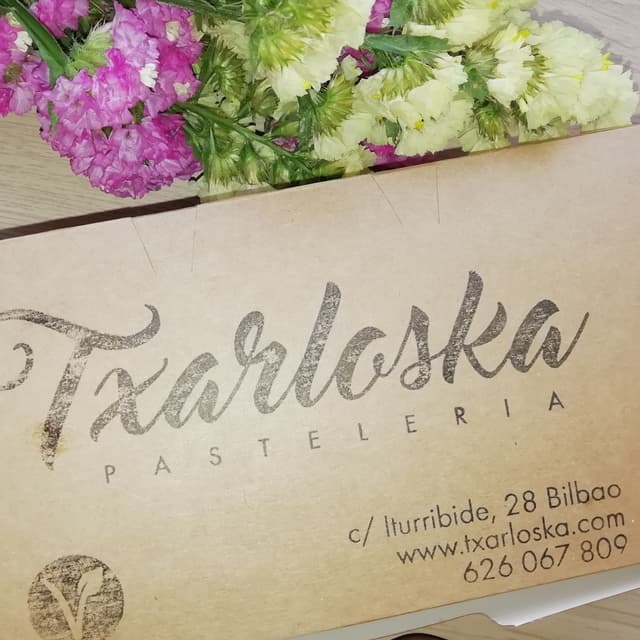 Txarloska
PASTELERIA
c/ Iturribide, 28 Bilbao
www.txarloska.com
626 067 809